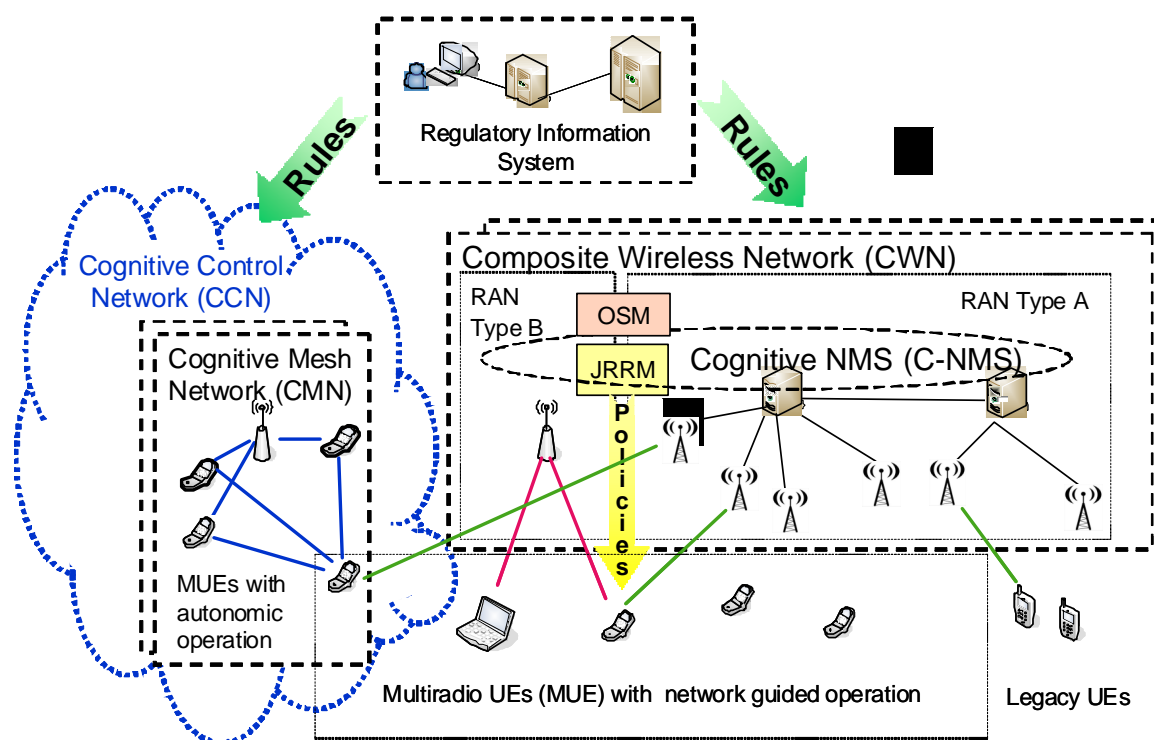 Regulatory Information
System
Rules
Rules
Cognitive Control
Network (CCN)
Composite Wireless Network (CWN)
RAN
Type B
OSM
RAN Type A
JRRM
Cognitive NMS (C-NMS)
Cognitive Mesh
Network (CMN)
Policies
MUEs with
autonomic
operation
Multiradio UEs (MUE) with network guided operation
Legacy UEs